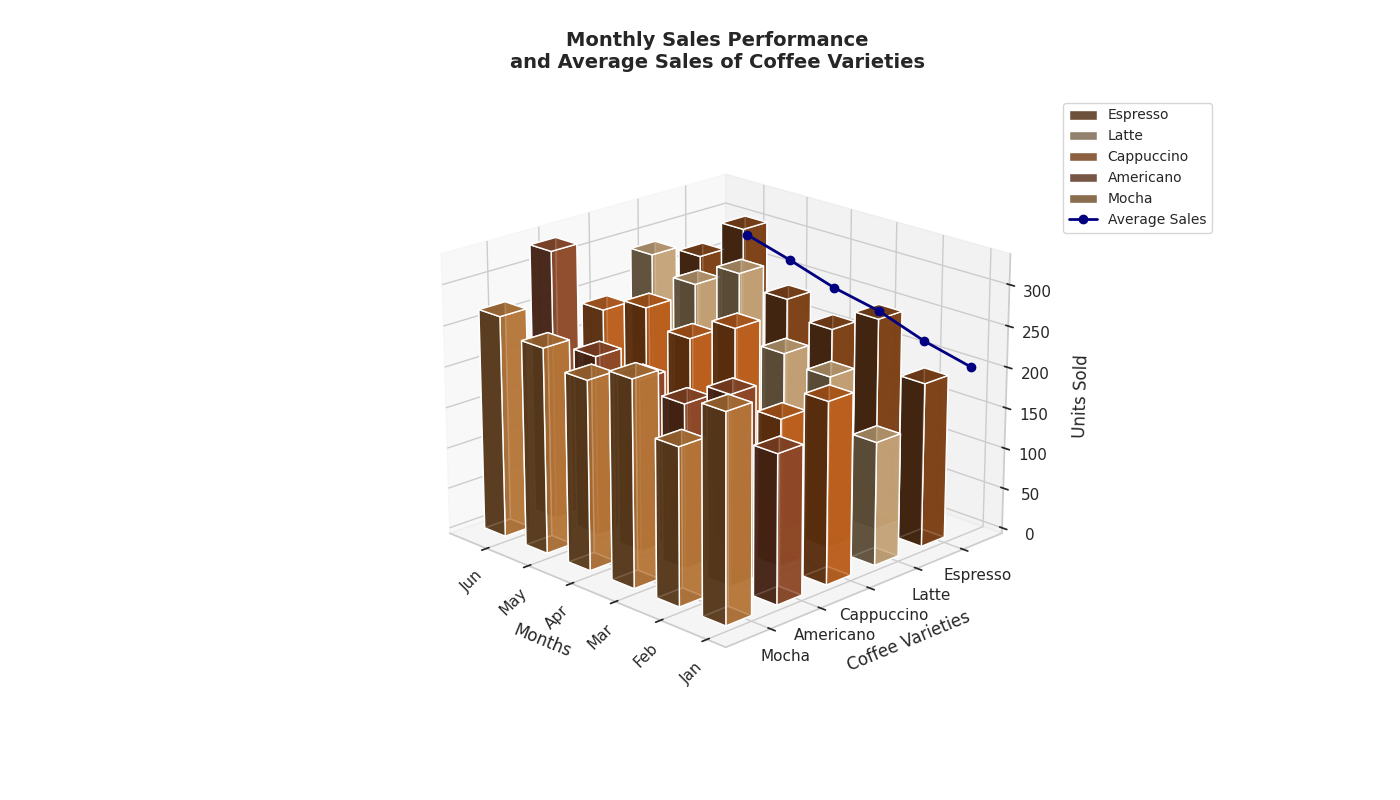 Monthly Sales Performance
and Average Sales of Coffee Varieties
Espresso
Latte
Cappuccino
Americano
Mocha
Average Sales
300
250
200
150
100
50
0
Units Sold
Jun
May
Apr
Mar
Feb
Jan
Months
Espresso
Latte
Cappuccino
Americano
Mocha
Coffee Varieties